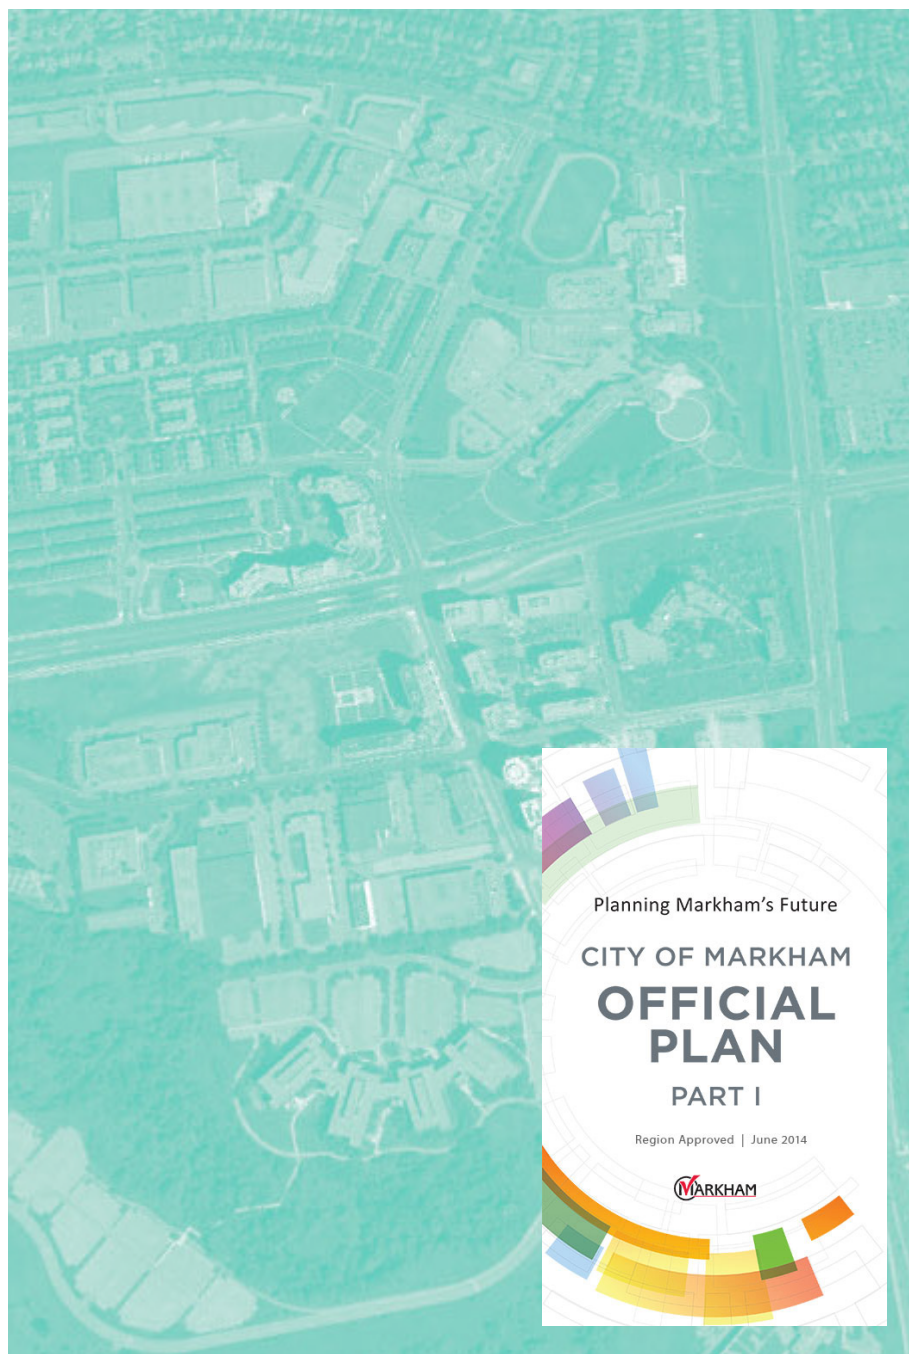 Planning Markham's Future
CITY OF MARKHAM
OFFICIAL
PLAN
PART I
Region Approved | June 2014
MARKHAM